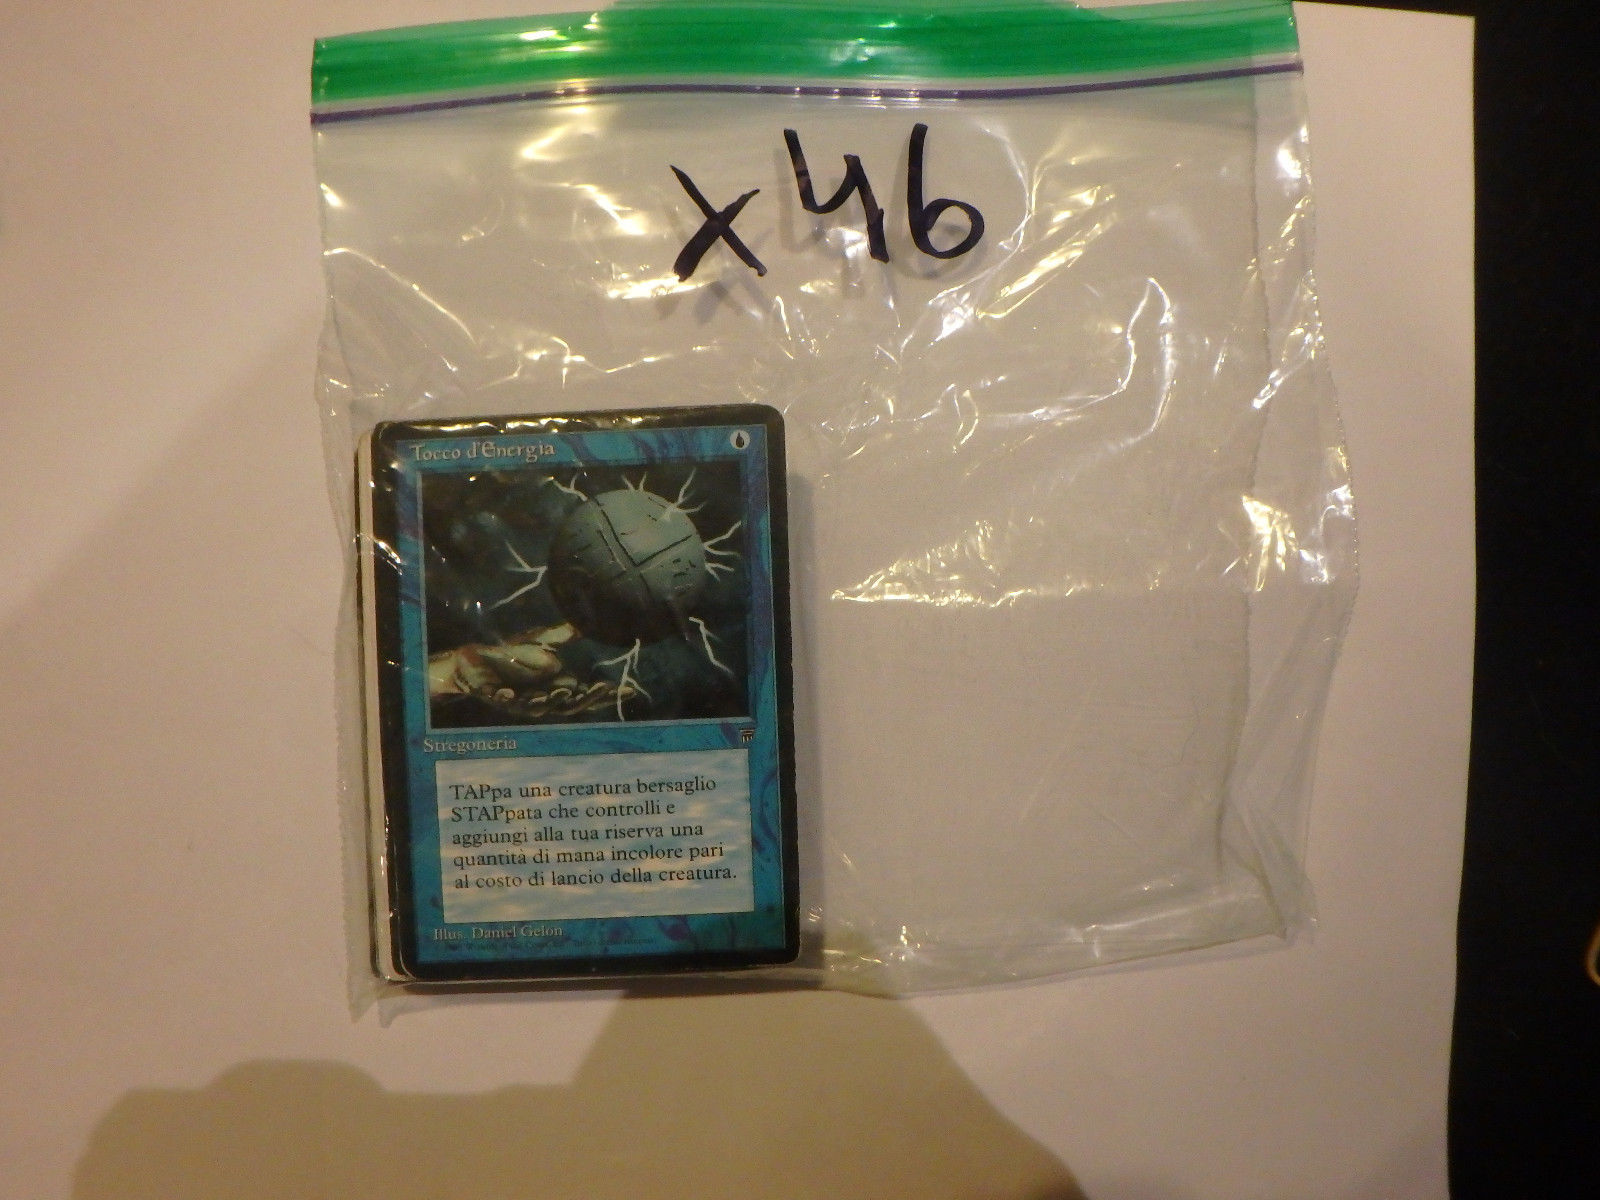 x46
Tocco d'Energia
Stregoneria
TAPpa una creatura bersaglio
STAPpata che controlli e
aggiungi alla tua riserva una
quantità di mana incolore pari
al costo di lancio della creatura.
Illus. Daniel Gelon